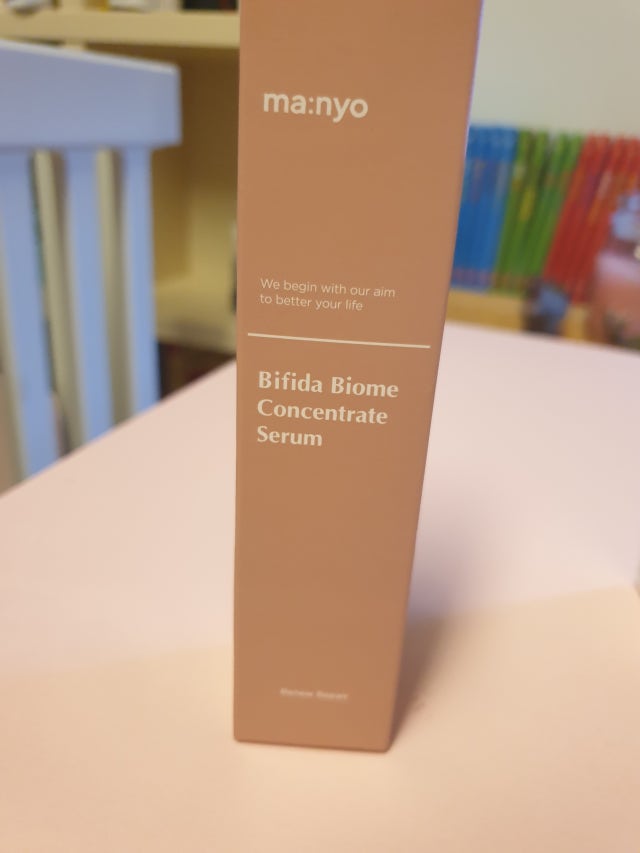 ma:nyo
We begin with our aim
to better your life
Bifida Biome
Concentrate
Serum